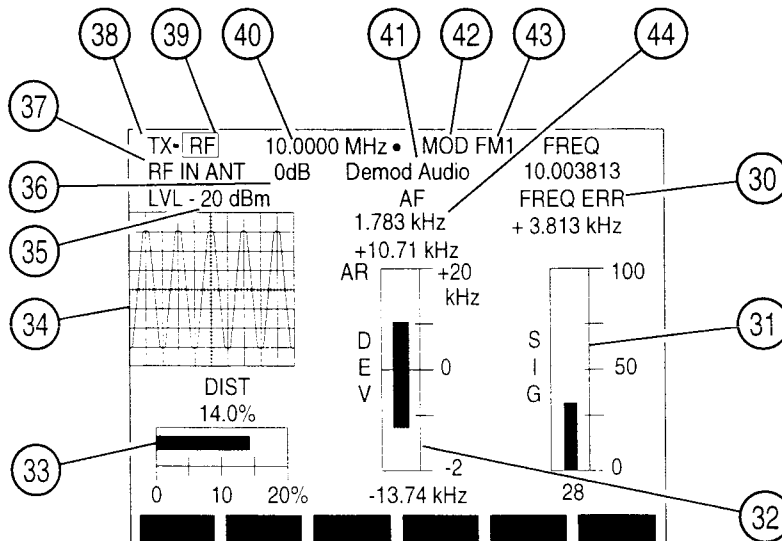 38 39 40 41 42 43 44
37
TX- RF 10.0000 MHz • MOD FM1 FREQ
RF IN ANT 0dB Demod Audio 10.003813
36
30
LVL - 20 dBm AF FREQ ERR
1.783 kHz + 3.813 kHz
35
+10.71 kHz
AR +20 100
kHz
34
31
D S
E 0 I 50
V G
DIST
14.0%
33
-2 0
0 10 20% -13.74 kHz 28
32